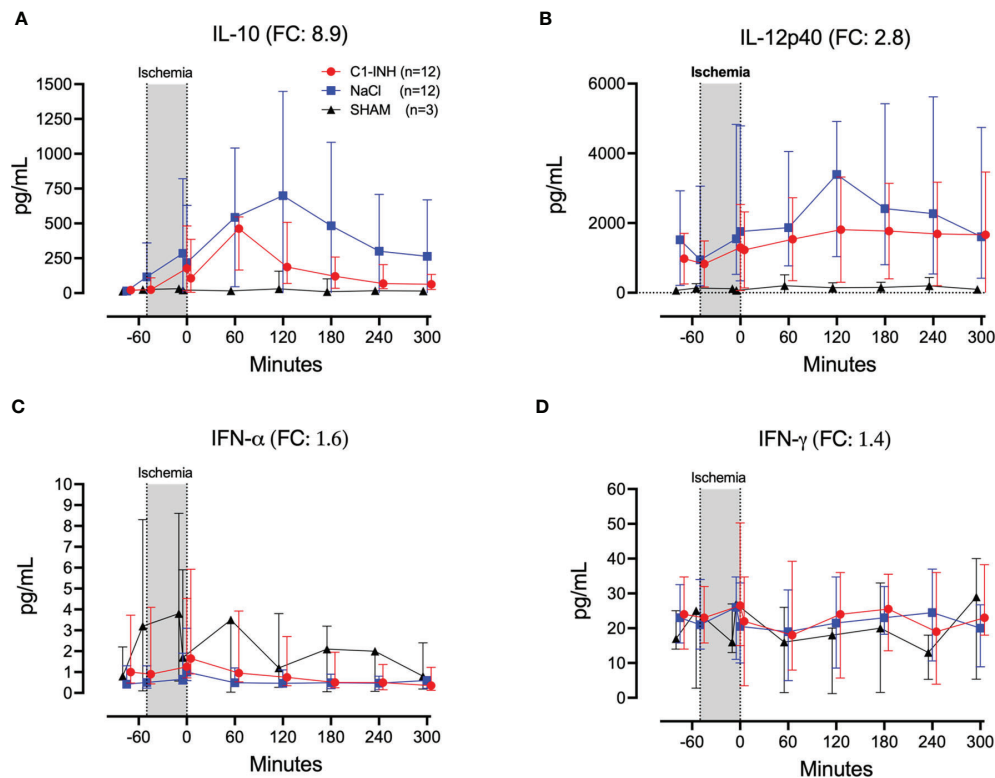 A
IL-10 (FC: 8.9)
Ischemia
C1-INH (n=12)
NaCl (n=12)
SHAM (n=3)
1500
1250
1000
750
500
250
0
pg/mL
-60 0 60 120 180 240 300
Minutes
B
IL-12p40 (FC: 2.8)
Ischemia
6000
4000
2000
0
pg/mL
-60 0 60 120 180 240 300
Minutes
C
IFN-α (FC: 1.6)
Ischemia
10
9
8
7
6
5
4
3
2
1
0
pg/mL
-60 0 60 120 180 240 300
Minutes
D
IFN-γ (FC: 1.4)
Ischemia
60
50
40
30
20
10
0
pg/mL
-60 0 60 120 180 240 300
Minutes